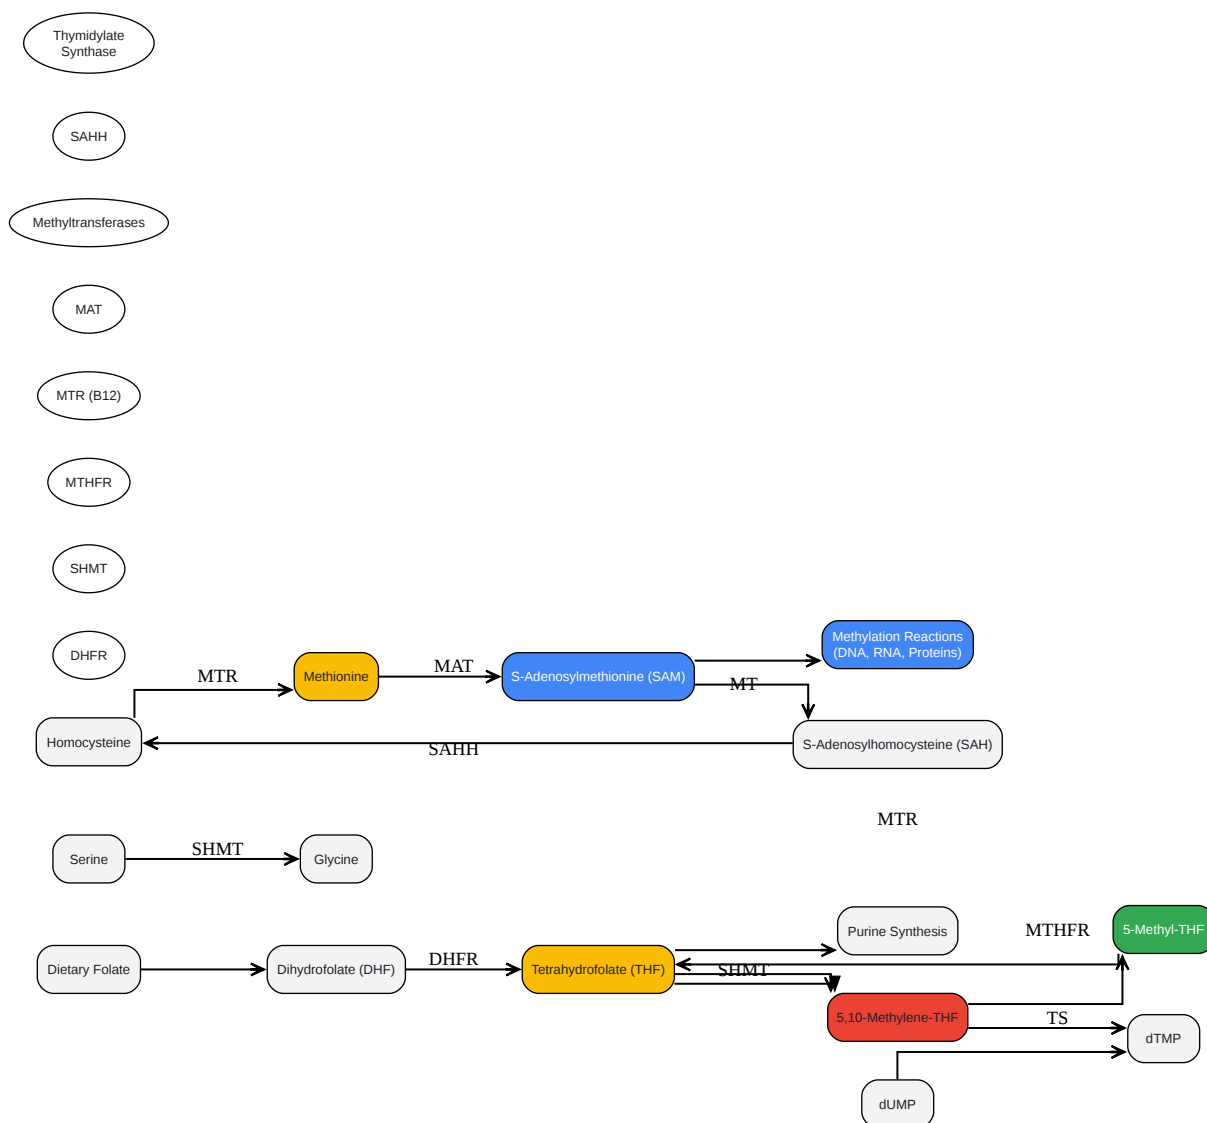 Thymidylate
Synthase
SAHH
Methyltransferases
MAT
MTR (B12)
MTHFR
SHMT
DHFR
MTR
Methionine
MAT
S-Adenosylmethionine (SAM)
Methylation Reactions
(DNA, RNA, Proteins)
MT
Homocysteine
SAHH
S-Adenosylhomocysteine (SAH)
MTR
Serine
SHMT
Glycine
Purine Synthesis
MTHFR
5-Methyl-THF
Dietary Folate
Dihydrofolate (DHF)
DHFR
Tetrahydrofolate (THF)
SHMT
5,10-Methylene-THF
TS
dTMP
dUMP